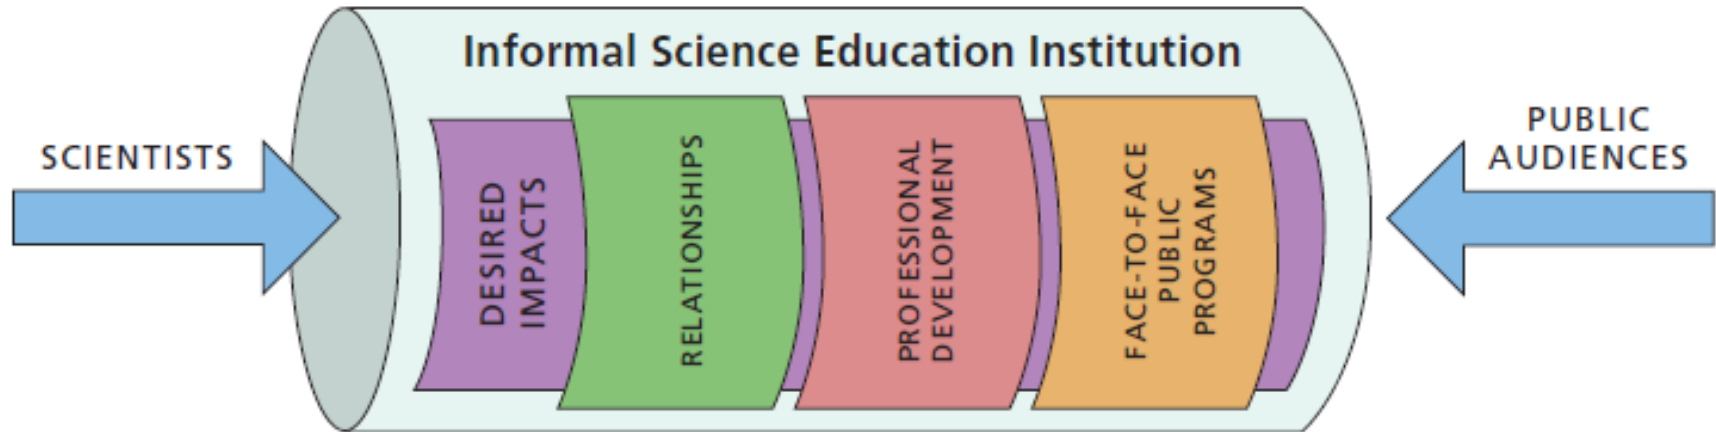 Informal Science Education Institution
SCIENTISTS
DESIRED
IMPACTS
RELATIONSHIPS
PROFESSIONAL
DEVELOPMENT
FACE-TO-FACE
PUBLIC
PROGRAMS
PUBLIC
AUDIENCES